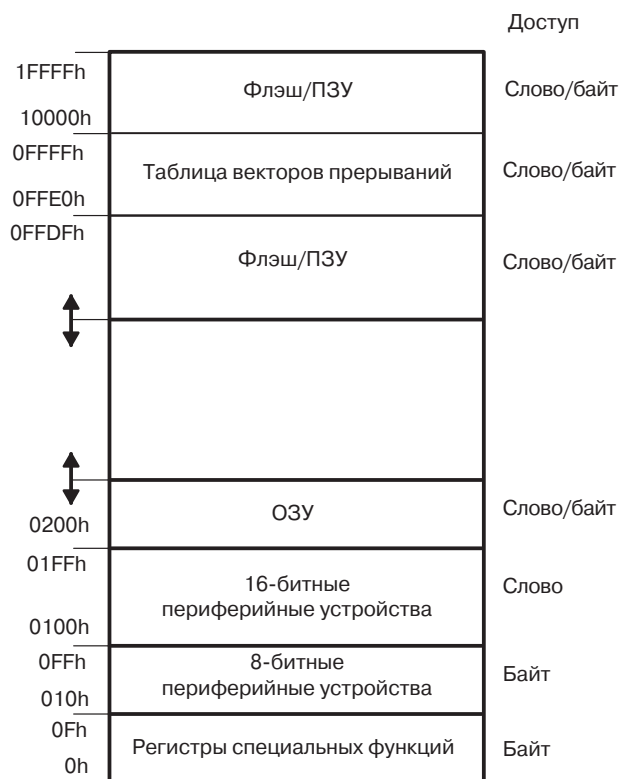 Доступ
1FFFFh
Флэш/ПЗУ
Слово/байт
10000h
0FFFFh
Таблица векторов прерываний
Слово/байт
0FFE0h
0FFDFh
Флэш/ПЗУ
Слово/байт
ОЗУ
Слово/байт
0200h
01FFh
16-битные
периферийные устройства
Слово
0100h
0FFh
8-битные
периферийные устройства
Байт
010h
0Fh
Регистры специальных функций
Байт
0h